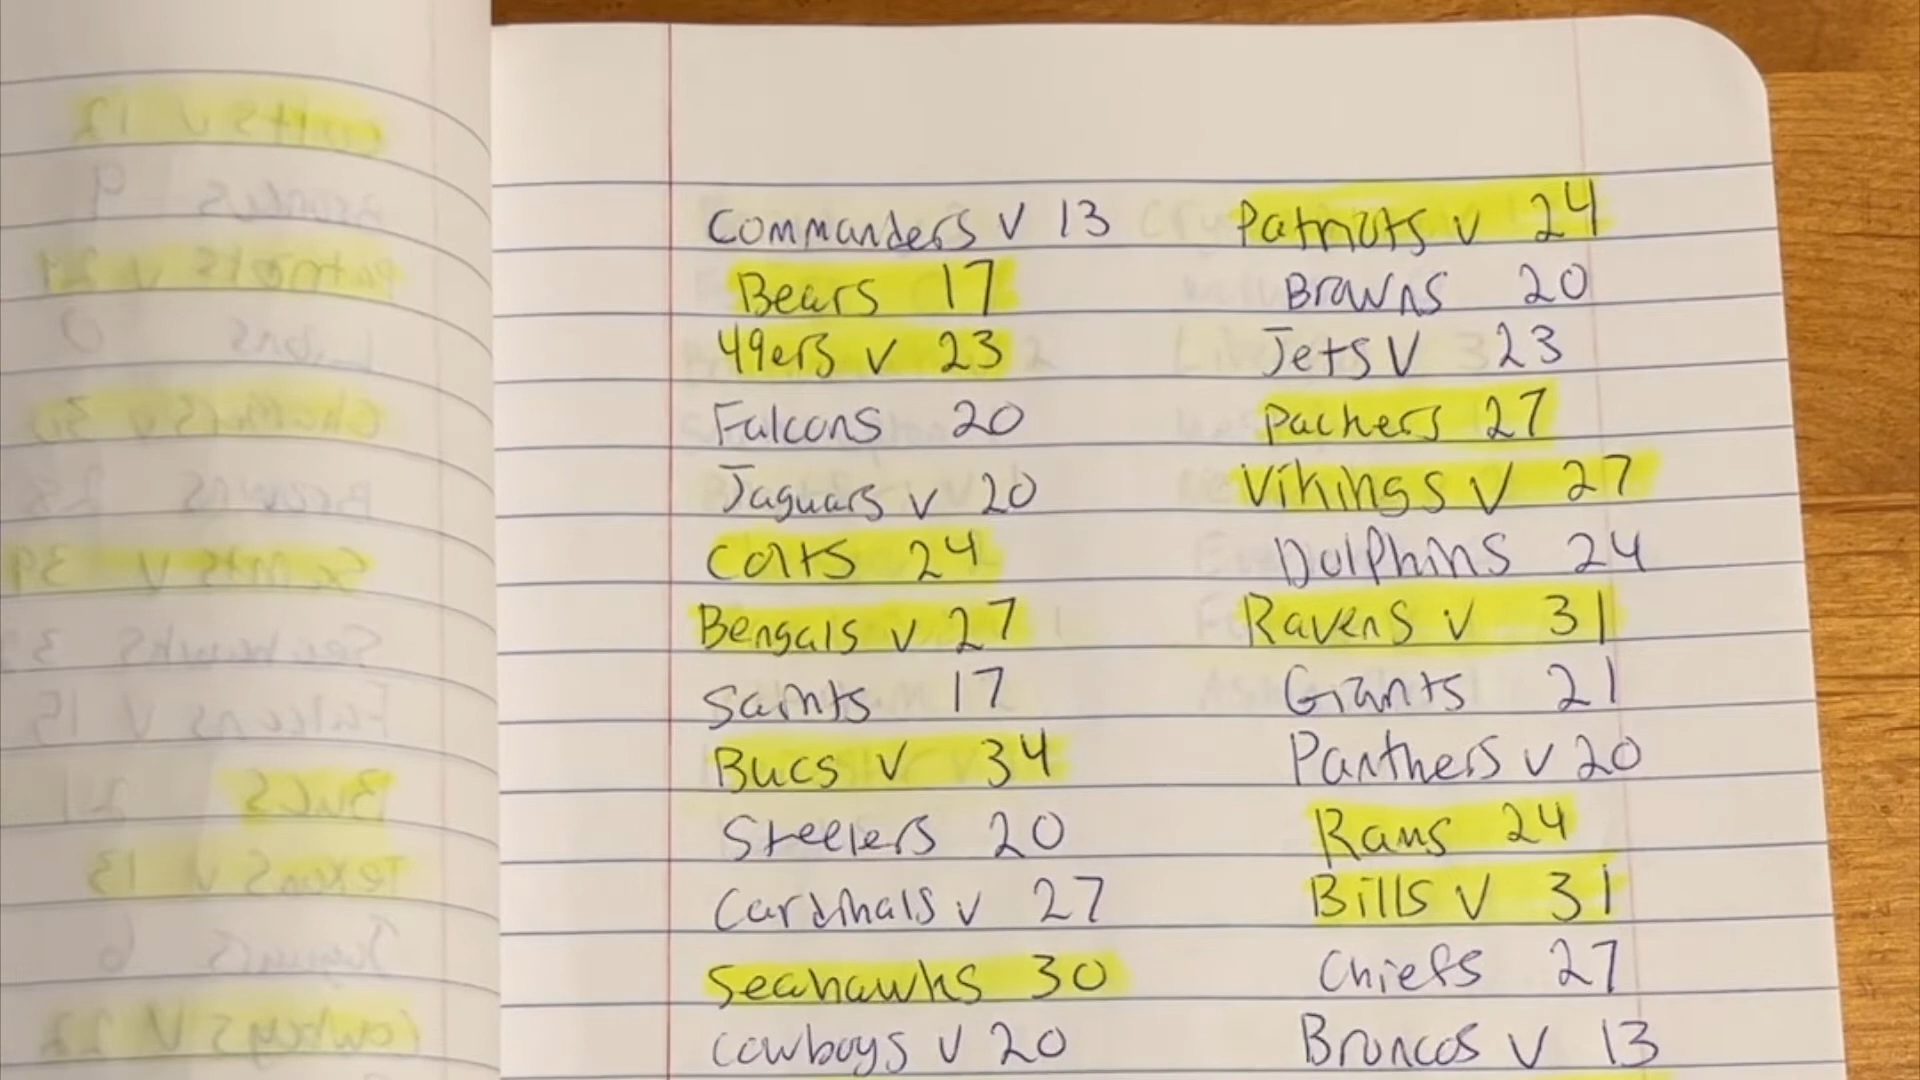 Commanders v 13
Bears 17
49ers v 23
Falcons 20
Jaguars v 20
Colts 24
Bengals v 27
Saints 17
Bucs v 34
Steelers 20
Cardinals v 27
Seahawks 30
Cowboys v 20
Patriots v 24
Browns 20
Jets v 23
Packers 27
Vikings v 27
Dolphins 24
Ravens v 31
Giants 21
Panthers v 20
Rams 24
Bills v 31
Chiefs 27
Broncos v 13